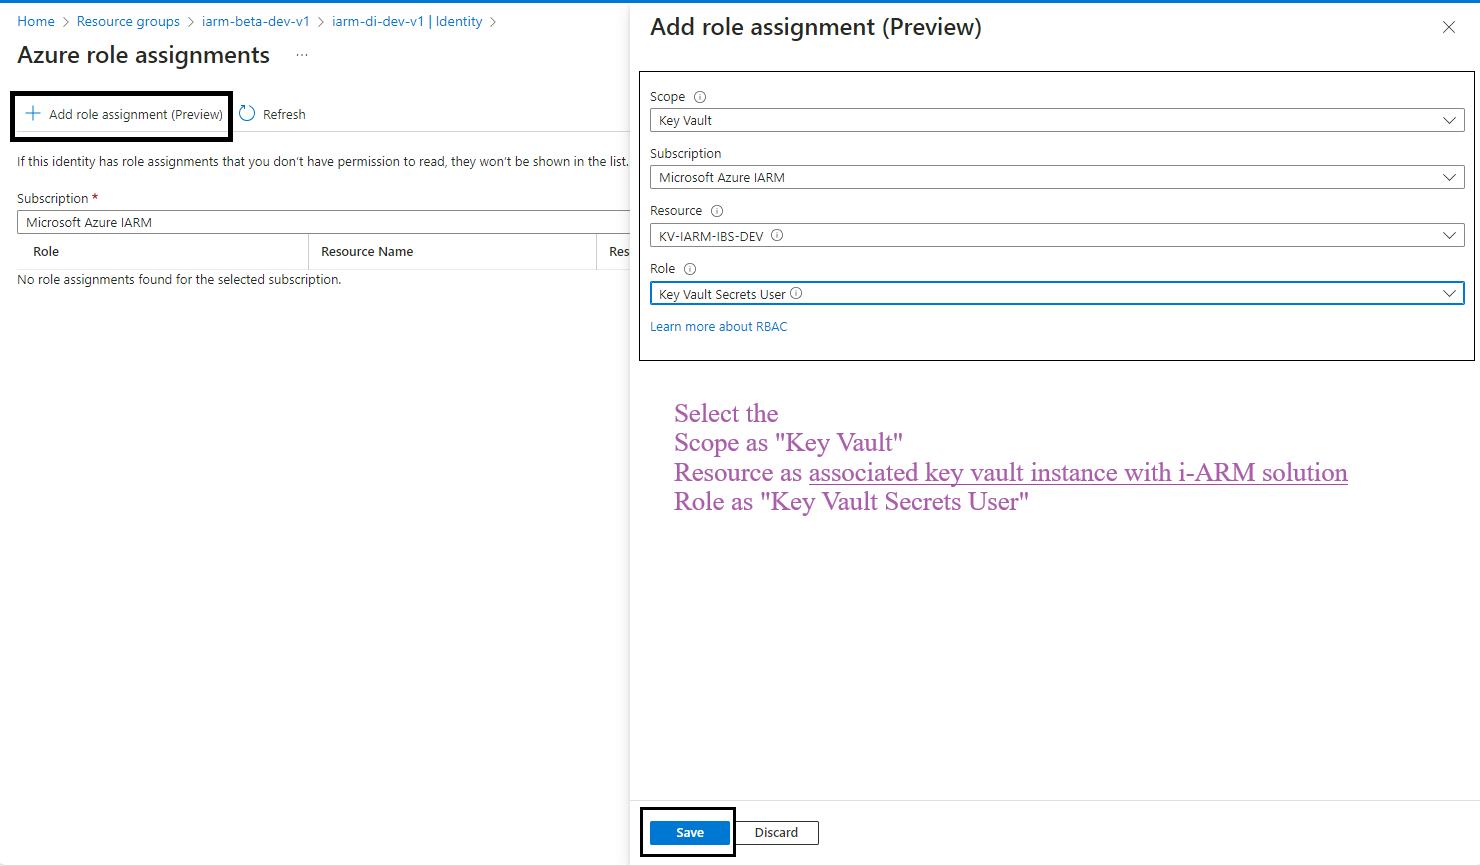 Home > Resource groups > iarm-beta-dev-v1 > iarm-di-dev-v1 | Identity >
Azure role assignments ...
Add role assignment (Preview) Refresh
If this identity has role assignments that you don't have permission to read, they won't be shown in the list.
Subscription *
Microsoft Azure IARM
Role Resource Name Res
No role assignments found for the selected subscription.
Add role assignment (Preview)
Scope
Key Vault
Subscription
Microsoft Azure IARM
Resource
KV-IARM-IBS-DEV
Role
Key Vault Secrets User
Learn more about RBAC
Select the
Scope as "Key Vault"
Resource as associated key vault instance with i-ARM solution
Role as "Key Vault Secrets User"
Save Discard